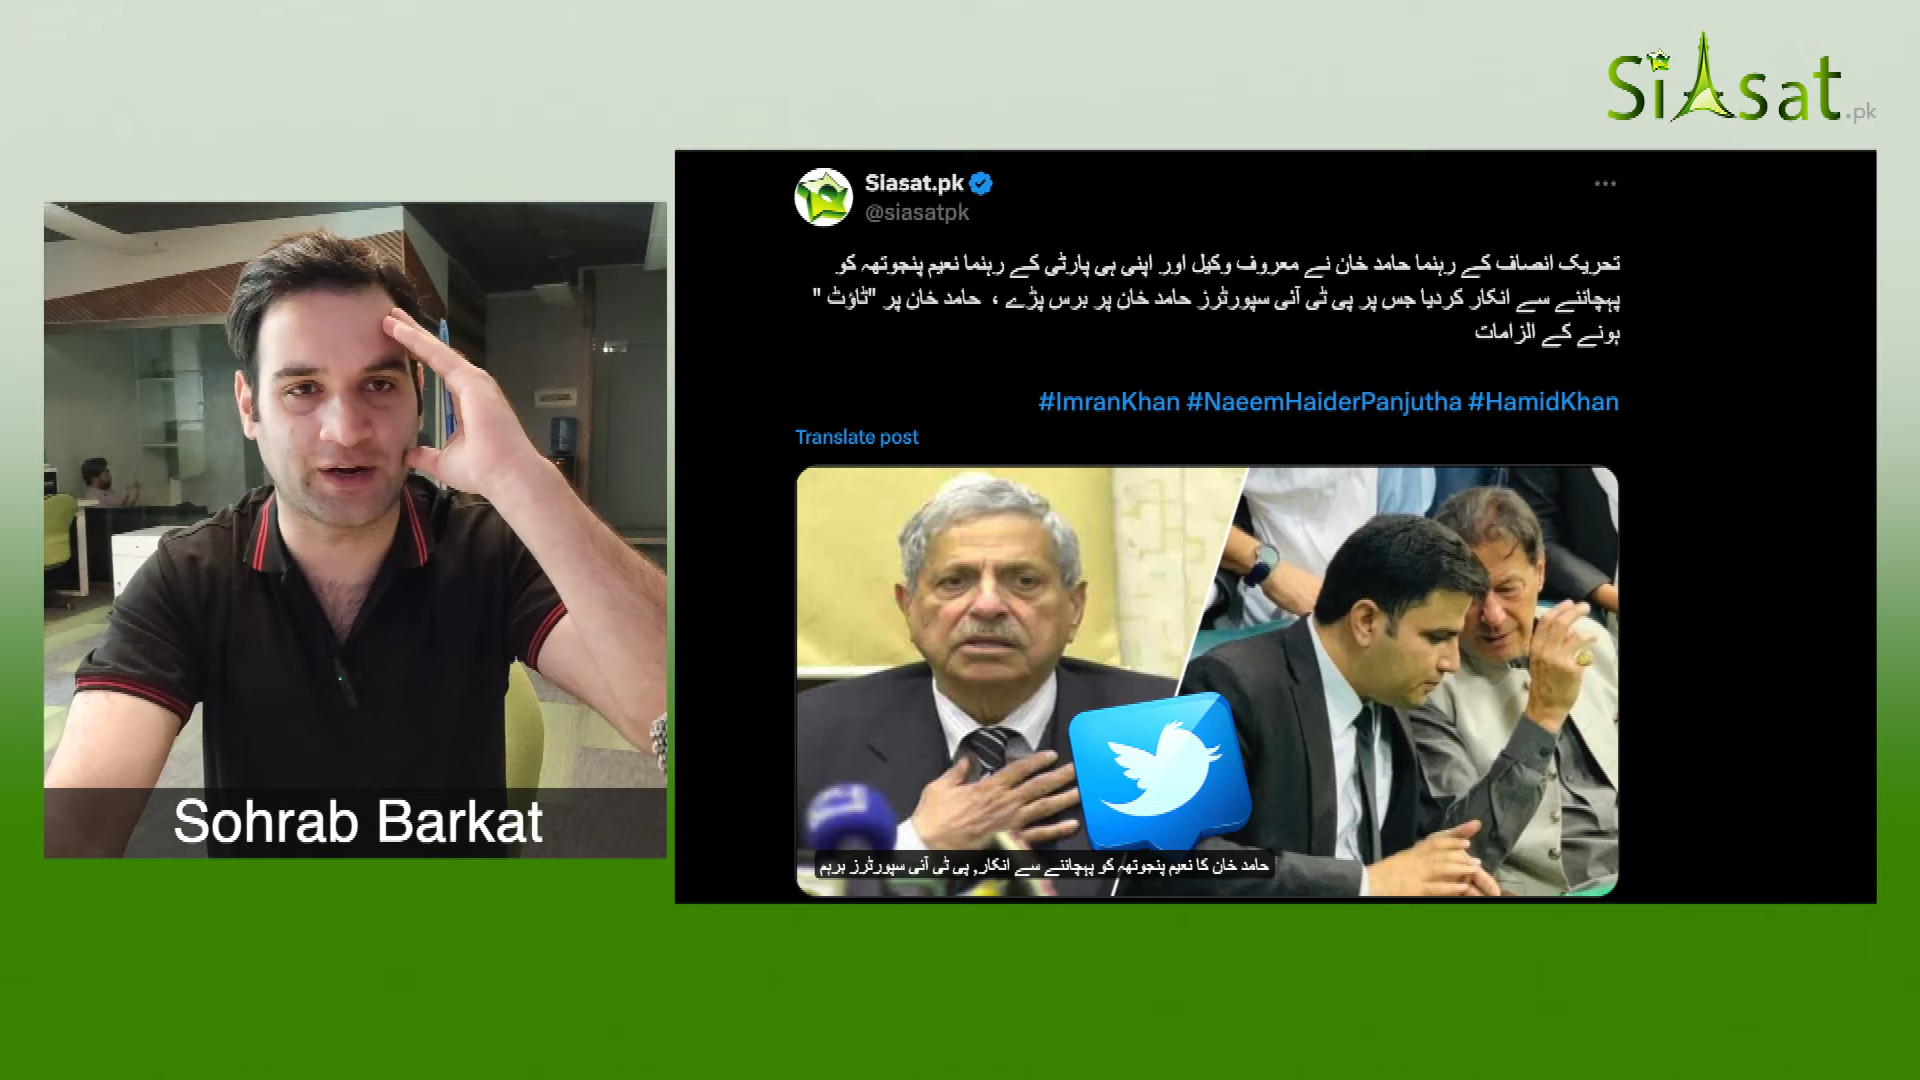 SiAsat.pk
Siasat.pk
@siasatpk
تحریک انصاف کے رہنما حامد خان نے معروف وکیل اور اپنی ہی پارٹی کے رہنما نعیم پنجوتھہ کو
پہچاننے سے انکار کردیا جس پر پی ٹی آئی سپورٹرز حامد خان پر برس پڑے ، حامد خان پر "ٹاؤٹ "
ہونے کے الزامات
#ImranKhan #NaeemHaiderPanjutha #HamidKhan
Translate post
حامد خان کا نعیم پنجوتھہ کو پہچاننے سے انکار, پی ٹی آئی سپورٹرز برہم
Sohrab Barkat